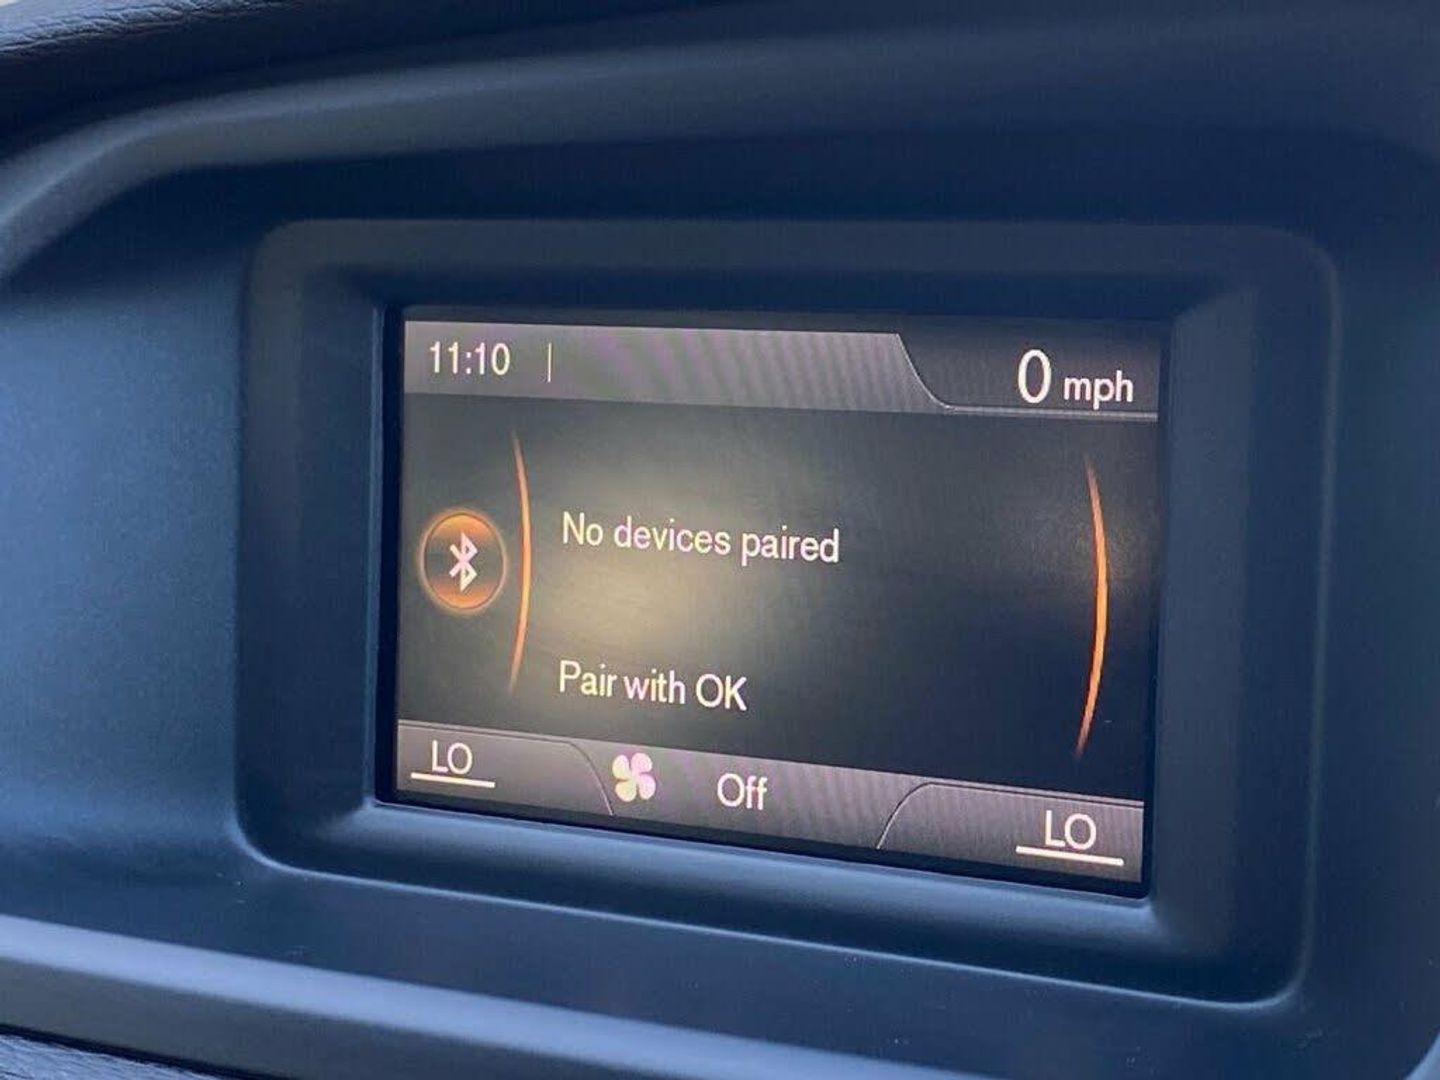 11:10
0 mph
No devices paired
Pair with OK
LO
Off
LO